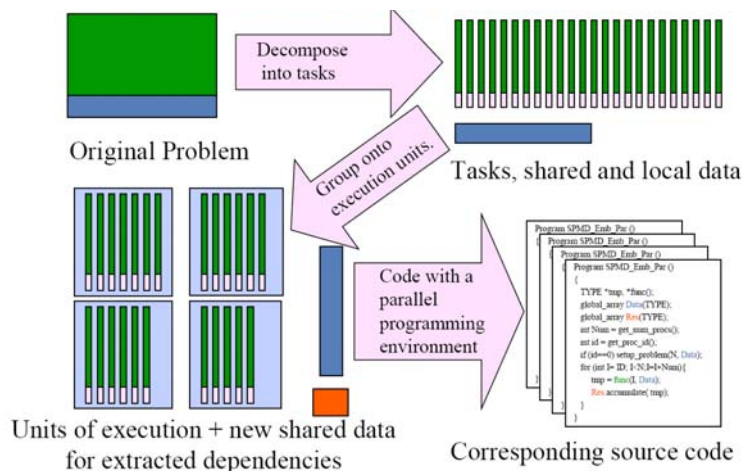 Decompose
into tasks
Original Problem
Tasks, shared and local data
Group onto
execution units.
Units of execution + new shared data
for extracted dependencies
Code with a
parallel
programming
environment
Program SPMD_Emb_Par ()
{
Program SPMD_Emb_Par ()
Program SPMD_Emb_Par ()
Program SPMD_Emb_Par ()
{
TYPE *tmp, *func();
global_array Data(TYPE);
global_array Res(TYPE);
int Num = get_num_procs();
int id = get_proc_id();
if (id==0) setup_problem(N, Data);
for (int I= ID; I<N;I=I+Num){
tmp = func(I, Data);
Res.accumulate( tmp);
}
}
Corresponding source code